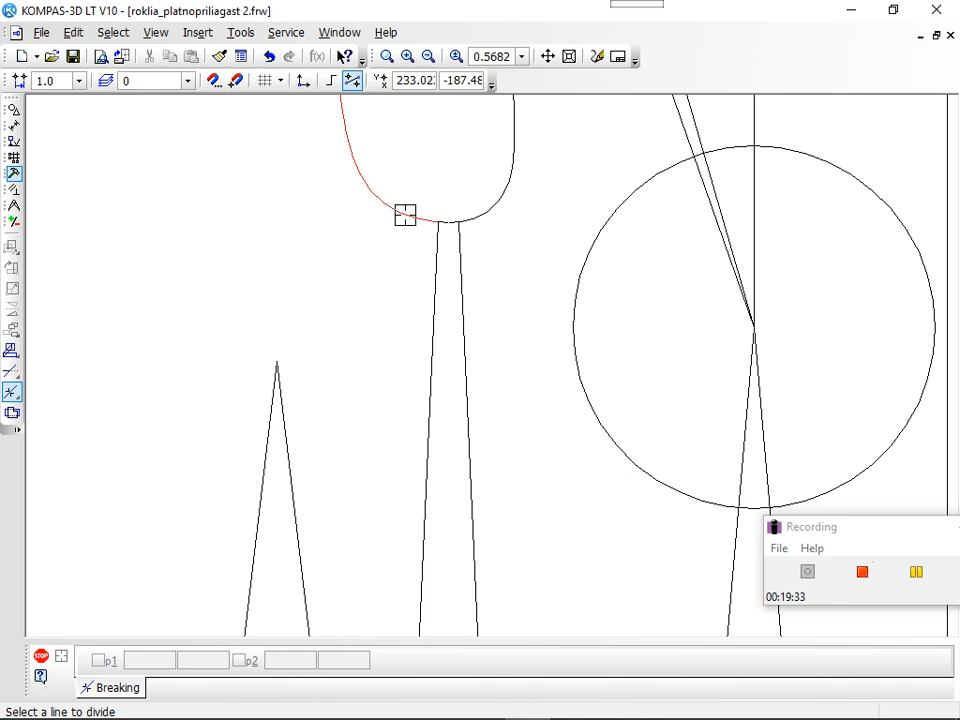 KOMPAS-3D LT V10 - [roklia_platnopriliagast 2.frw]
File Edit Select View Insert Tools Service Window Help
0.5682
1.0 0 233.02 -187.48
Recording
File Help
00:19:33
p1 p2
Breaking
Select a line to divide